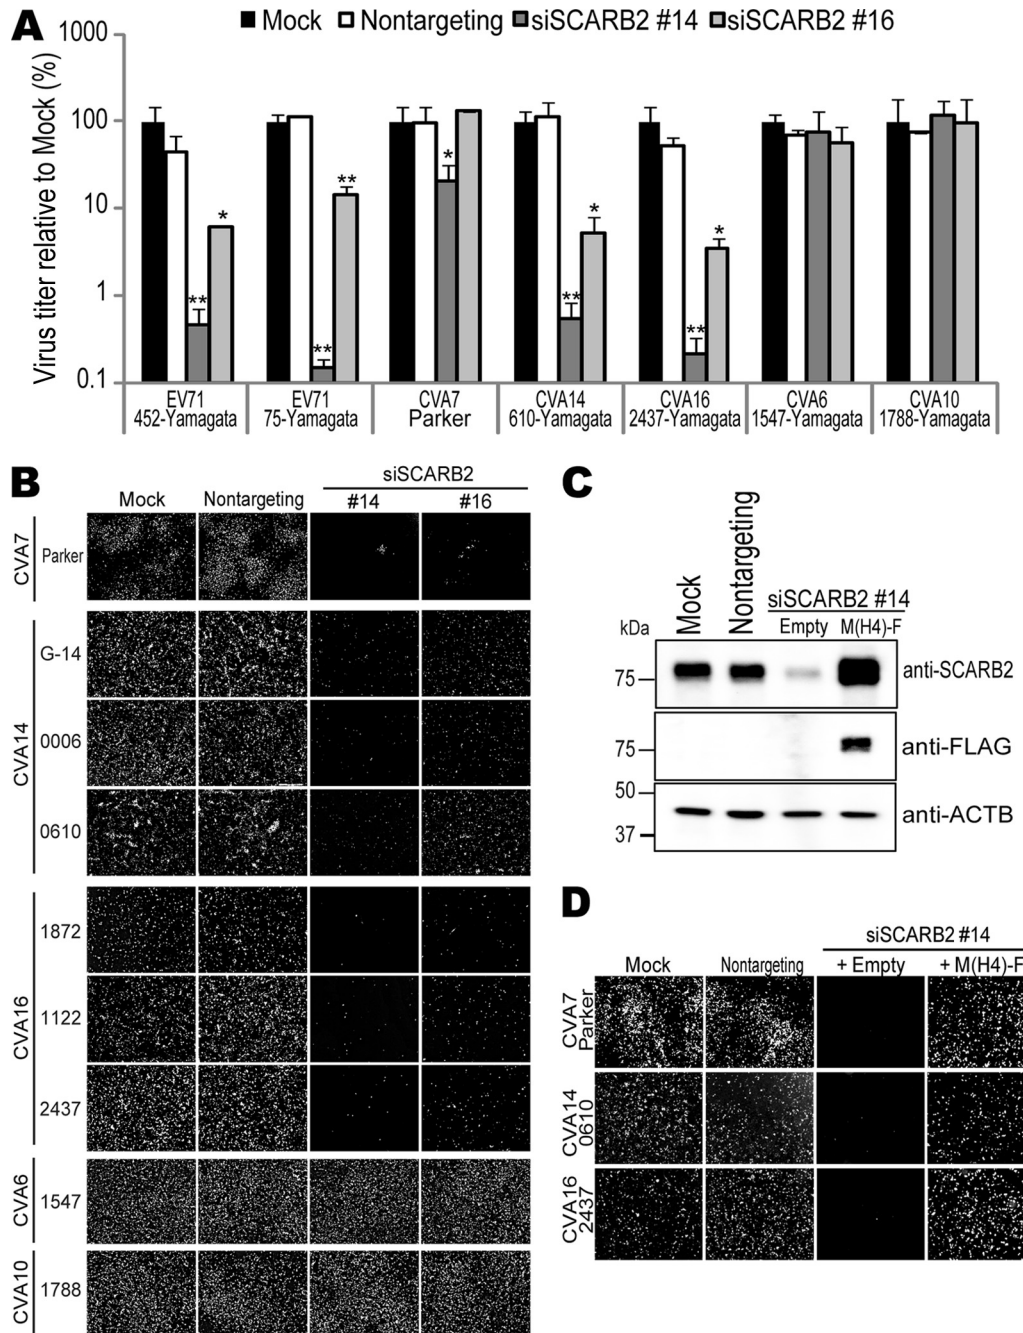 A
Mock Nontargeting siSCARB2 #14 siSCARB2 #16
Virus titer relative to Mock (%)
1000
100
10
1
0.1
** *
** **
*
** *
** *
EV71
452-Yamagata
EV71
75-Yamagata
CVA7
Parker
CVA14
610-Yamagata
CVA16
2437-Yamagata
CVA6
1547-Yamagata
CVA10
1788-Yamagata
B
siSCARB2
Mock Nontargeting #14 #16
CVA7
Parker
CVA14
G-14
0006
0610
CVA16
1872
1122
2437
CVA6
1547
CVA10
1788
C
Mock
Nontargeting
siSCARB2 #14
kDa Empty M(H4)-F
75 anti-SCARB2
75 anti-FLAG
50
37
anti-ACTB
D
siSCARB2 #14
Mock Nontargeting + Empty + M(H4)-F
CVA7
Parker
CVA14
0610
CVA16
2437